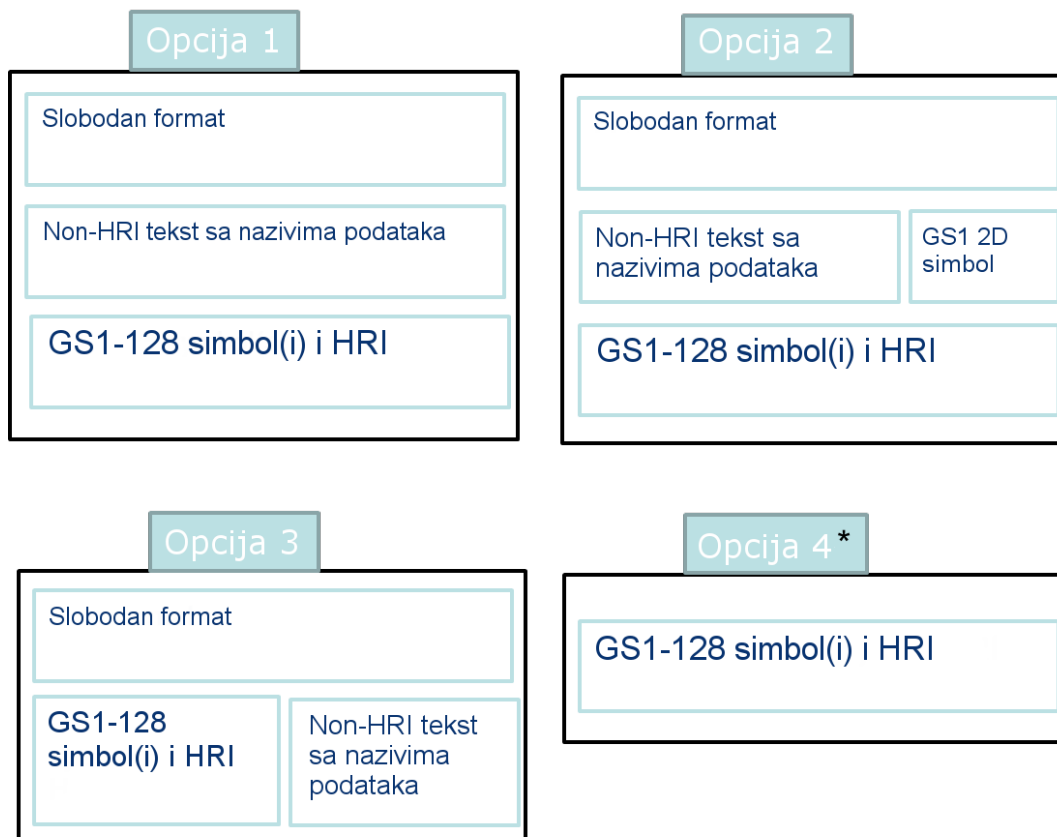 Opcija 1
Slobodan format
Non-HRI tekst sa nazivima podataka
GS1-128 simbol(i) i HRI
Opcija 2
Slobodan format
Non-HRI tekst sa
nazivima podataka
GS1 2D
simbol
GS1-128 simbol(i) i HRI
Opcija 3
Slobodan format
GS1-128
simbol(i) i HRI
Non-HRI tekst
sa nazivima
podataka
Opcija 4*
GS1-128 simbol(i) i HRI